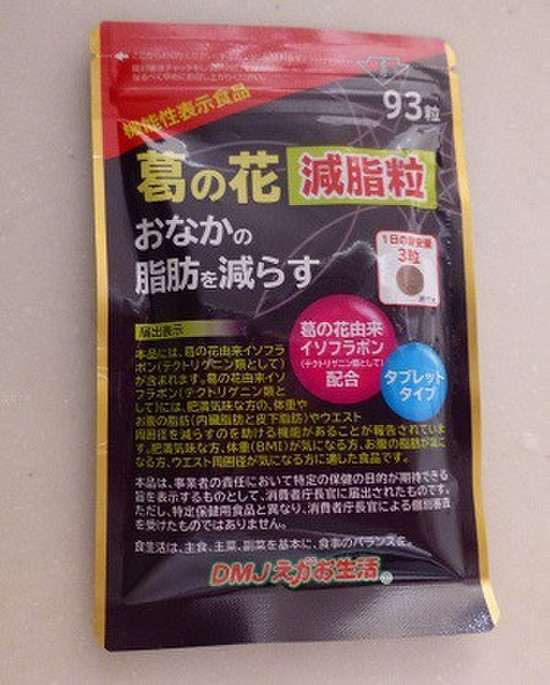 機能性表示食品
93粒
葛の花 減脂粒
おなかの
脂肪を減らす
1日の目安量
3粒
届出表示
葛の花由来
イソフラボン
(テクトリゲニン類として)
配合
タブレット
タイプ
本品には、葛の花由来イソフラ
ボン(テクトリゲニン類として)
が含まれます。葛の花由来イソ
フラボン(テクトリゲニン類と
して)には、肥満気味な方の、体重や
お腹の脂肪(内臓脂肪と皮下脂肪)やウエスト
周囲径を減らすのを助ける機能があることが報告されていま
す。肥満気味な方、体重(BMI)が気になる方、お腹の脂肪が気に
なる方、ウエスト周囲径が気になる方に適した食品です。
本品は、事業者の責任において特定の保健の目的が期待できる
旨を表示するものとして、消費者庁長官に届出されたものです。
ただし、特定保健用食品と異なり、消費者庁長官による個別審査
を受けたものではありません。
食生活は、主食、主菜、副菜を基本に、食事のバランスを。
DMJえがお生活